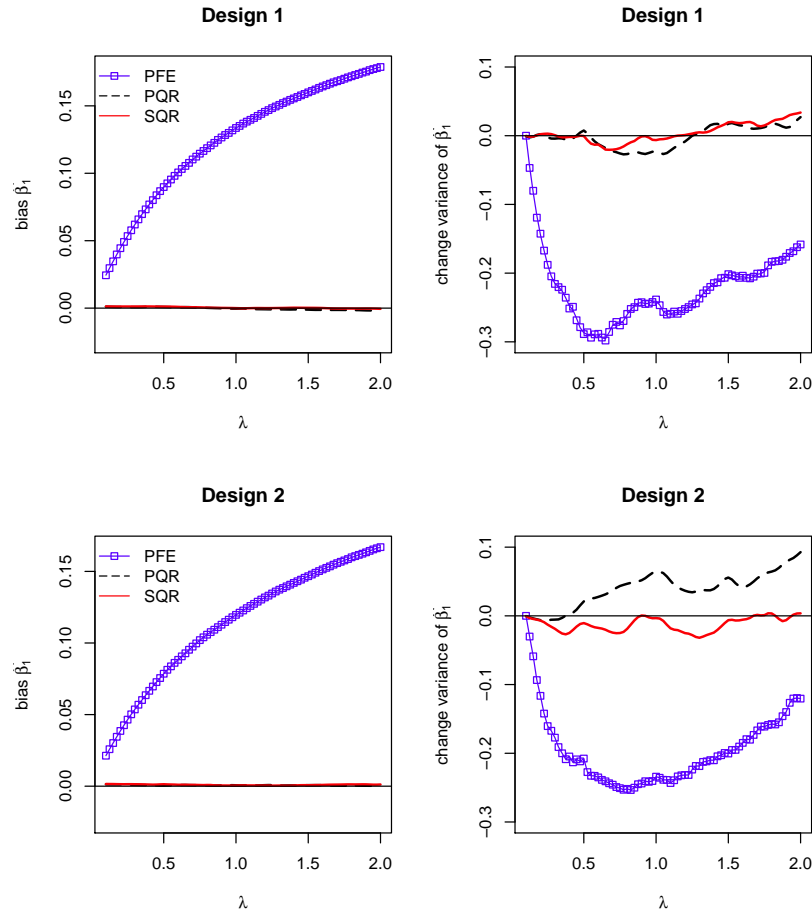 Design 1
PFE
PQR
SQR
bias β̂1
0.00
0.05
0.10
0.15
0.5
1.0
1.5
2.0
λ
Design 1
change variance of β̂1
−0.3
−0.2
−0.1
0.0
0.1
0.5
1.0
1.5
2.0
λ
Design 2
PFE
PQR
SQR
bias β̂1
0.00
0.05
0.10
0.15
0.5
1.0
1.5
2.0
λ
Design 2
change variance of β̂1
−0.3
−0.2
−0.1
0.0
0.1
0.5
1.0
1.5
2.0
λ